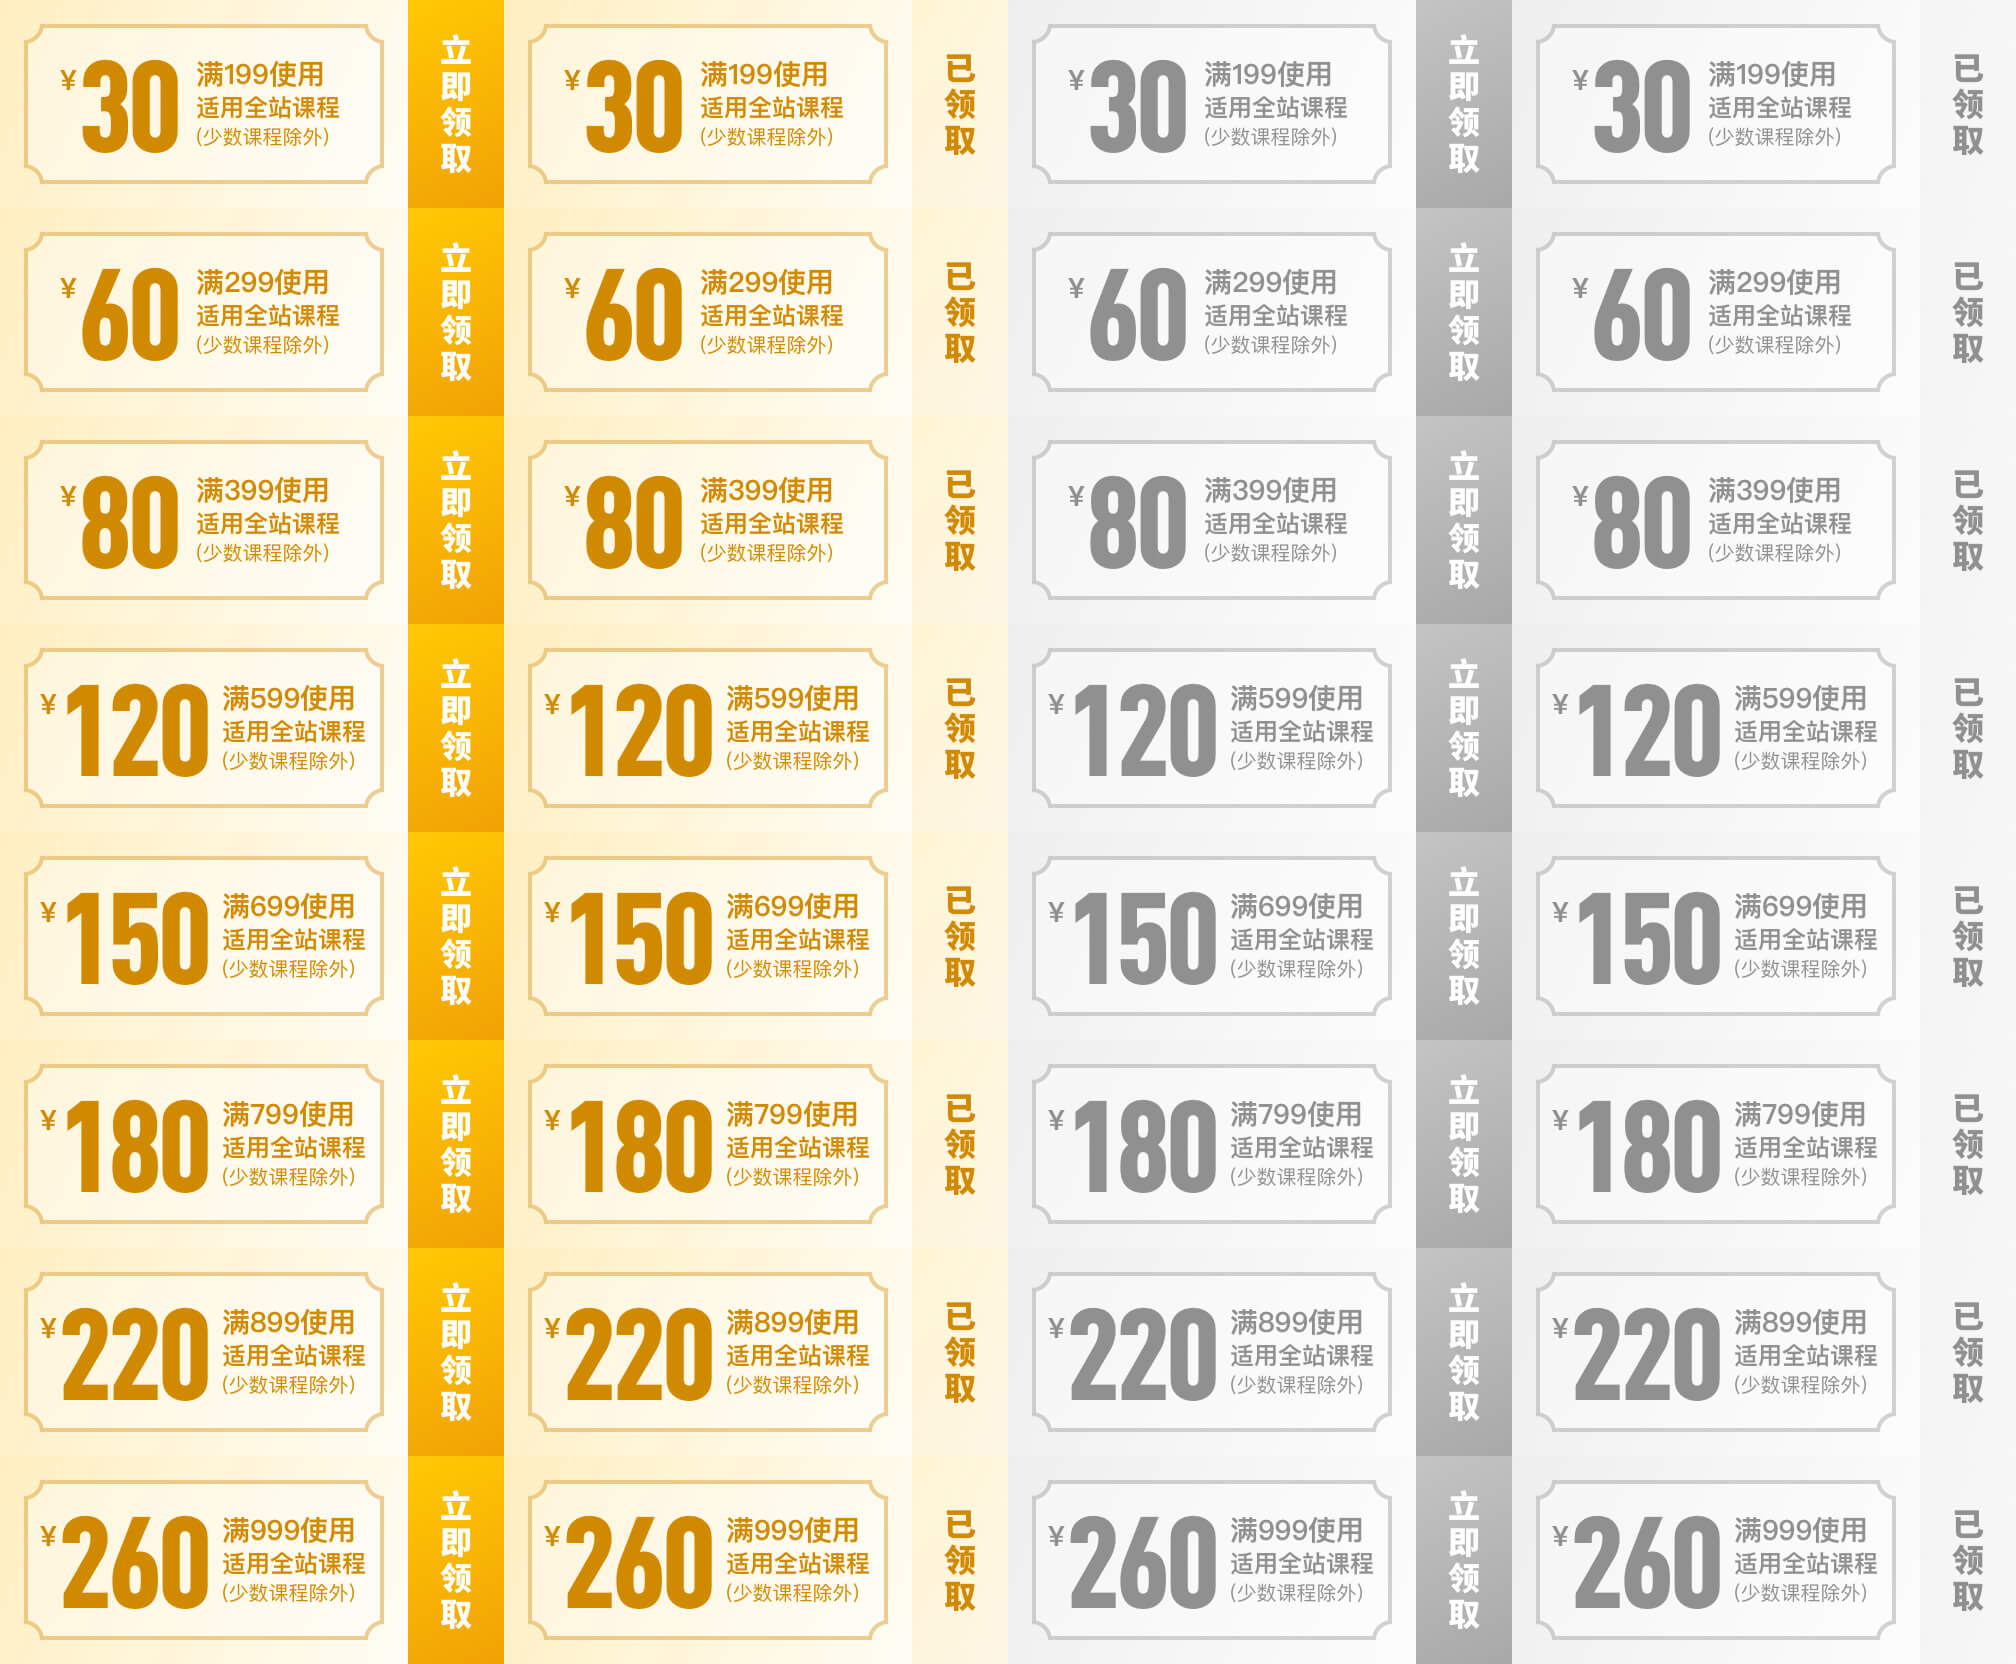 ¥30 满199使用
适用全站课程
(少数课程除外)
立即领取
¥30 满199使用
适用全站课程
(少数课程除外)
已领取
¥30 满199使用
适用全站课程
(少数课程除外)
立即领取
¥30 满199使用
适用全站课程
(少数课程除外)
已领取
¥60 满299使用
适用全站课程
(少数课程除外)
立即领取
¥60 满299使用
适用全站课程
(少数课程除外)
已领取
¥60 满299使用
适用全站课程
(少数课程除外)
立即领取
¥60 满299使用
适用全站课程
(少数课程除外)
已领取
¥80 满399使用
适用全站课程
(少数课程除外)
立即领取
¥80 满399使用
适用全站课程
(少数课程除外)
已领取
¥80 满399使用
适用全站课程
(少数课程除外)
立即领取
¥80 满399使用
适用全站课程
(少数课程除外)
已领取
¥120 满599使用
适用全站课程
(少数课程除外)
立即领取
¥120 满599使用
适用全站课程
(少数课程除外)
已领取
¥120 满599使用
适用全站课程
(少数课程除外)
立即领取
¥120 满599使用
适用全站课程
(少数课程除外)
已领取
¥150 满699使用
适用全站课程
(少数课程除外)
立即领取
¥150 满699使用
适用全站课程
(少数课程除外)
已领取
¥150 满699使用
适用全站课程
(少数课程除外)
立即领取
¥150 满699使用
适用全站课程
(少数课程除外)
已领取
¥180 满799使用
适用全站课程
(少数课程除外)
立即领取
¥180 满799使用
适用全站课程
(少数课程除外)
已领取
¥180 满799使用
适用全站课程
(少数课程除外)
立即领取
¥180 满799使用
适用全站课程
(少数课程除外)
已领取
¥220 满899使用
适用全站课程
(少数课程除外)
立即领取
¥220 满899使用
适用全站课程
(少数课程除外)
已领取
¥220 满899使用
适用全站课程
(少数课程除外)
立即领取
¥220 满899使用
适用全站课程
(少数课程除外)
已领取
¥260 满999使用
适用全站课程
(少数课程除外)
立即领取
¥260 满999使用
适用全站课程
(少数课程除外)
已领取
¥260 满999使用
适用全站课程
(少数课程除外)
立即领取
¥260 满999使用
适用全站课程
(少数课程除外)
已领取